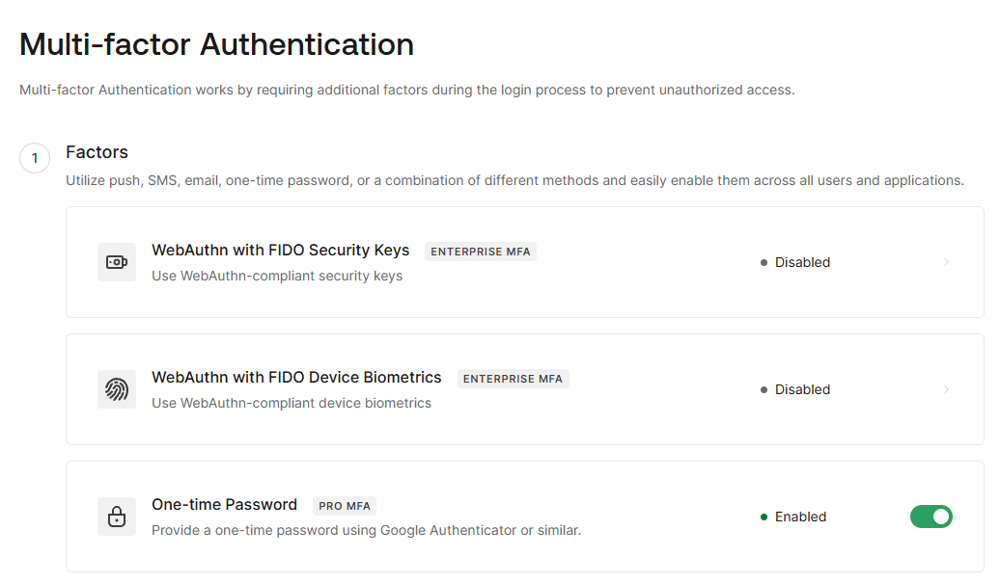 Multi-factor Authentication
Multi-factor Authentication works by requiring additional factors during the login process to prevent unauthorized access.
1
Factors
Utilize push, SMS, email, one-time password, or a combination of different methods and easily enable them across all users and applications.
WebAuthn with FIDO Security Keys ENTERPRISE MFA
Use WebAuthn-compliant security keys
Disabled
WebAuthn with FIDO Device Biometrics ENTERPRISE MFA
Use WebAuthn-compliant device biometrics
Disabled
One-time Password PRO MFA
Provide a one-time password using Google Authenticator or similar.
Enabled